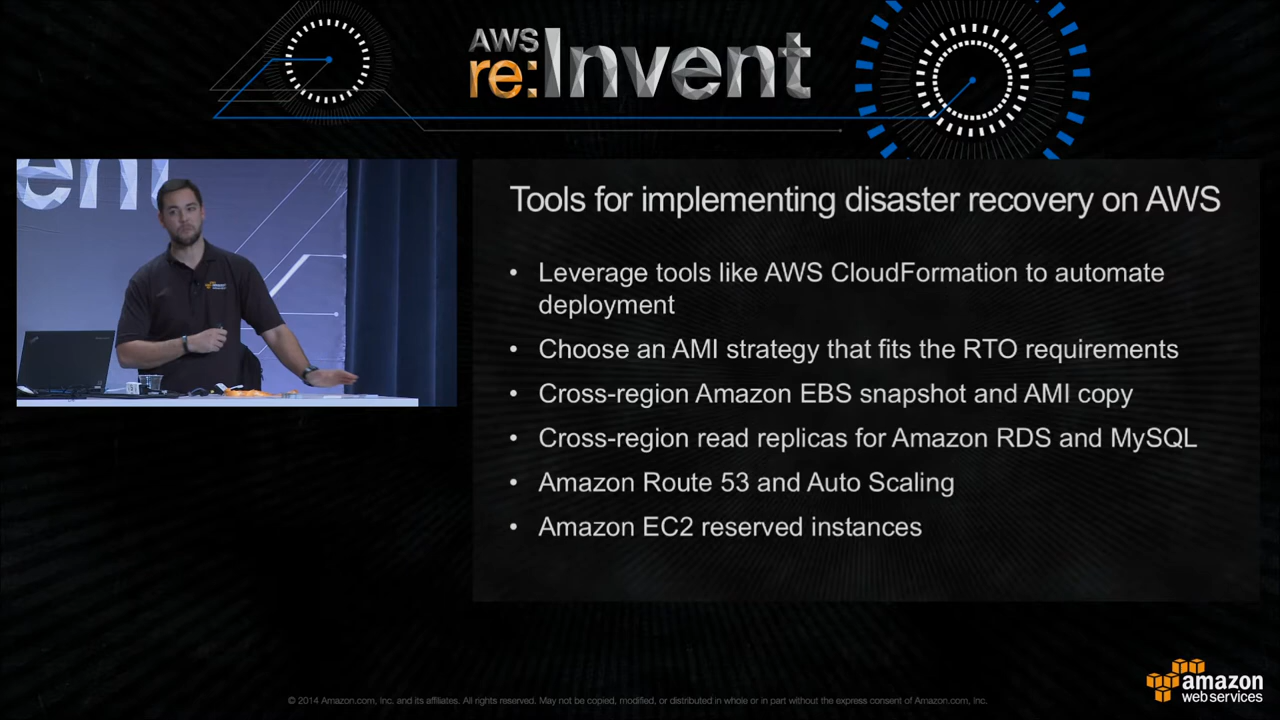 AWS
re:Invent
ent
Tools for implementing disaster recovery on AWS
• Leverage tools like AWS CloudFormation to automate
deployment
• Choose an AMI strategy that fits the RTO requirements
• Cross-region Amazon EBS snapshot and AMI copy
• Cross-region read replicas for Amazon RDS and MySQL
• Amazon Route 53 and Auto Scaling
• Amazon EC2 reserved instances
© 2014 Amazon.com, Inc. and its affiliates. All rights reserved. May not be copied, modified, or distributed in whole or in part without the express consent of Amazon.com, Inc.
amazon
web services